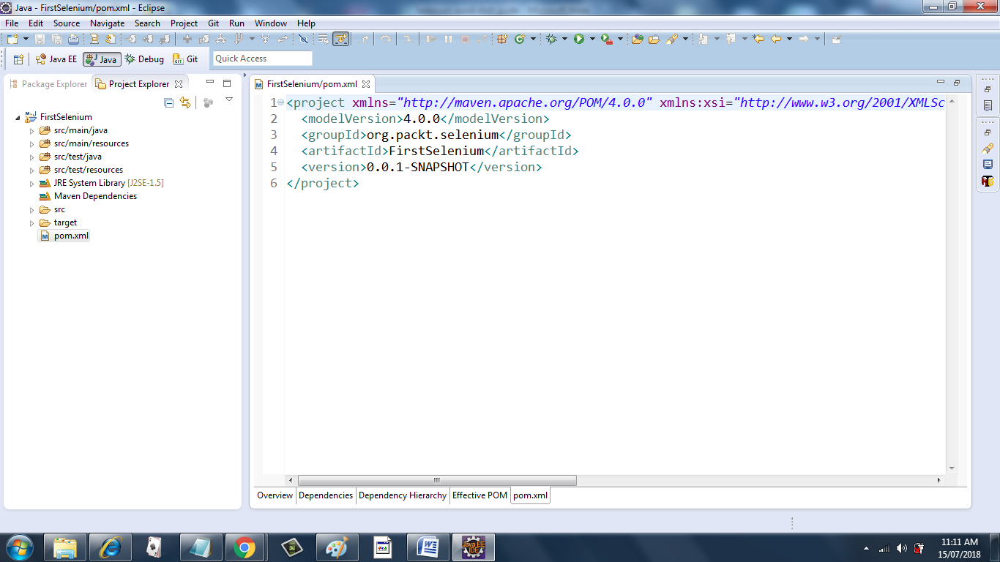 Java - FirstSelenium/pom.xml - Eclipse
File Edit Source Navigate Search Project Git Run Window Help
Java EE Java Debug Git Quick Access
Package Explorer Project Explorer
FirstSelenium/pom.xml
FirstSelenium
src/main/java
src/main/resources
src/test/java
src/test/resources
JRE System Library [J2SE-1.5]
Maven Dependencies
src
target
pom.xml
1 <project xmlns="http://maven.apache.org/POM/4.0.0" xmlns:xsi="http://www.w3.org/2001/XMLSc
2 <modelVersion>4.0.0</modelVersion>
3 <groupId>org.packt.selenium</groupId>
4 <artifactId>FirstSelenium</artifactId>
5 <version>0.0.1-SNAPSHOT</version>
6 </project>
Overview Dependencies Dependency Hierarchy Effective POM pom.xml
Java EE
IDE
11:11 AM
15/07/2018